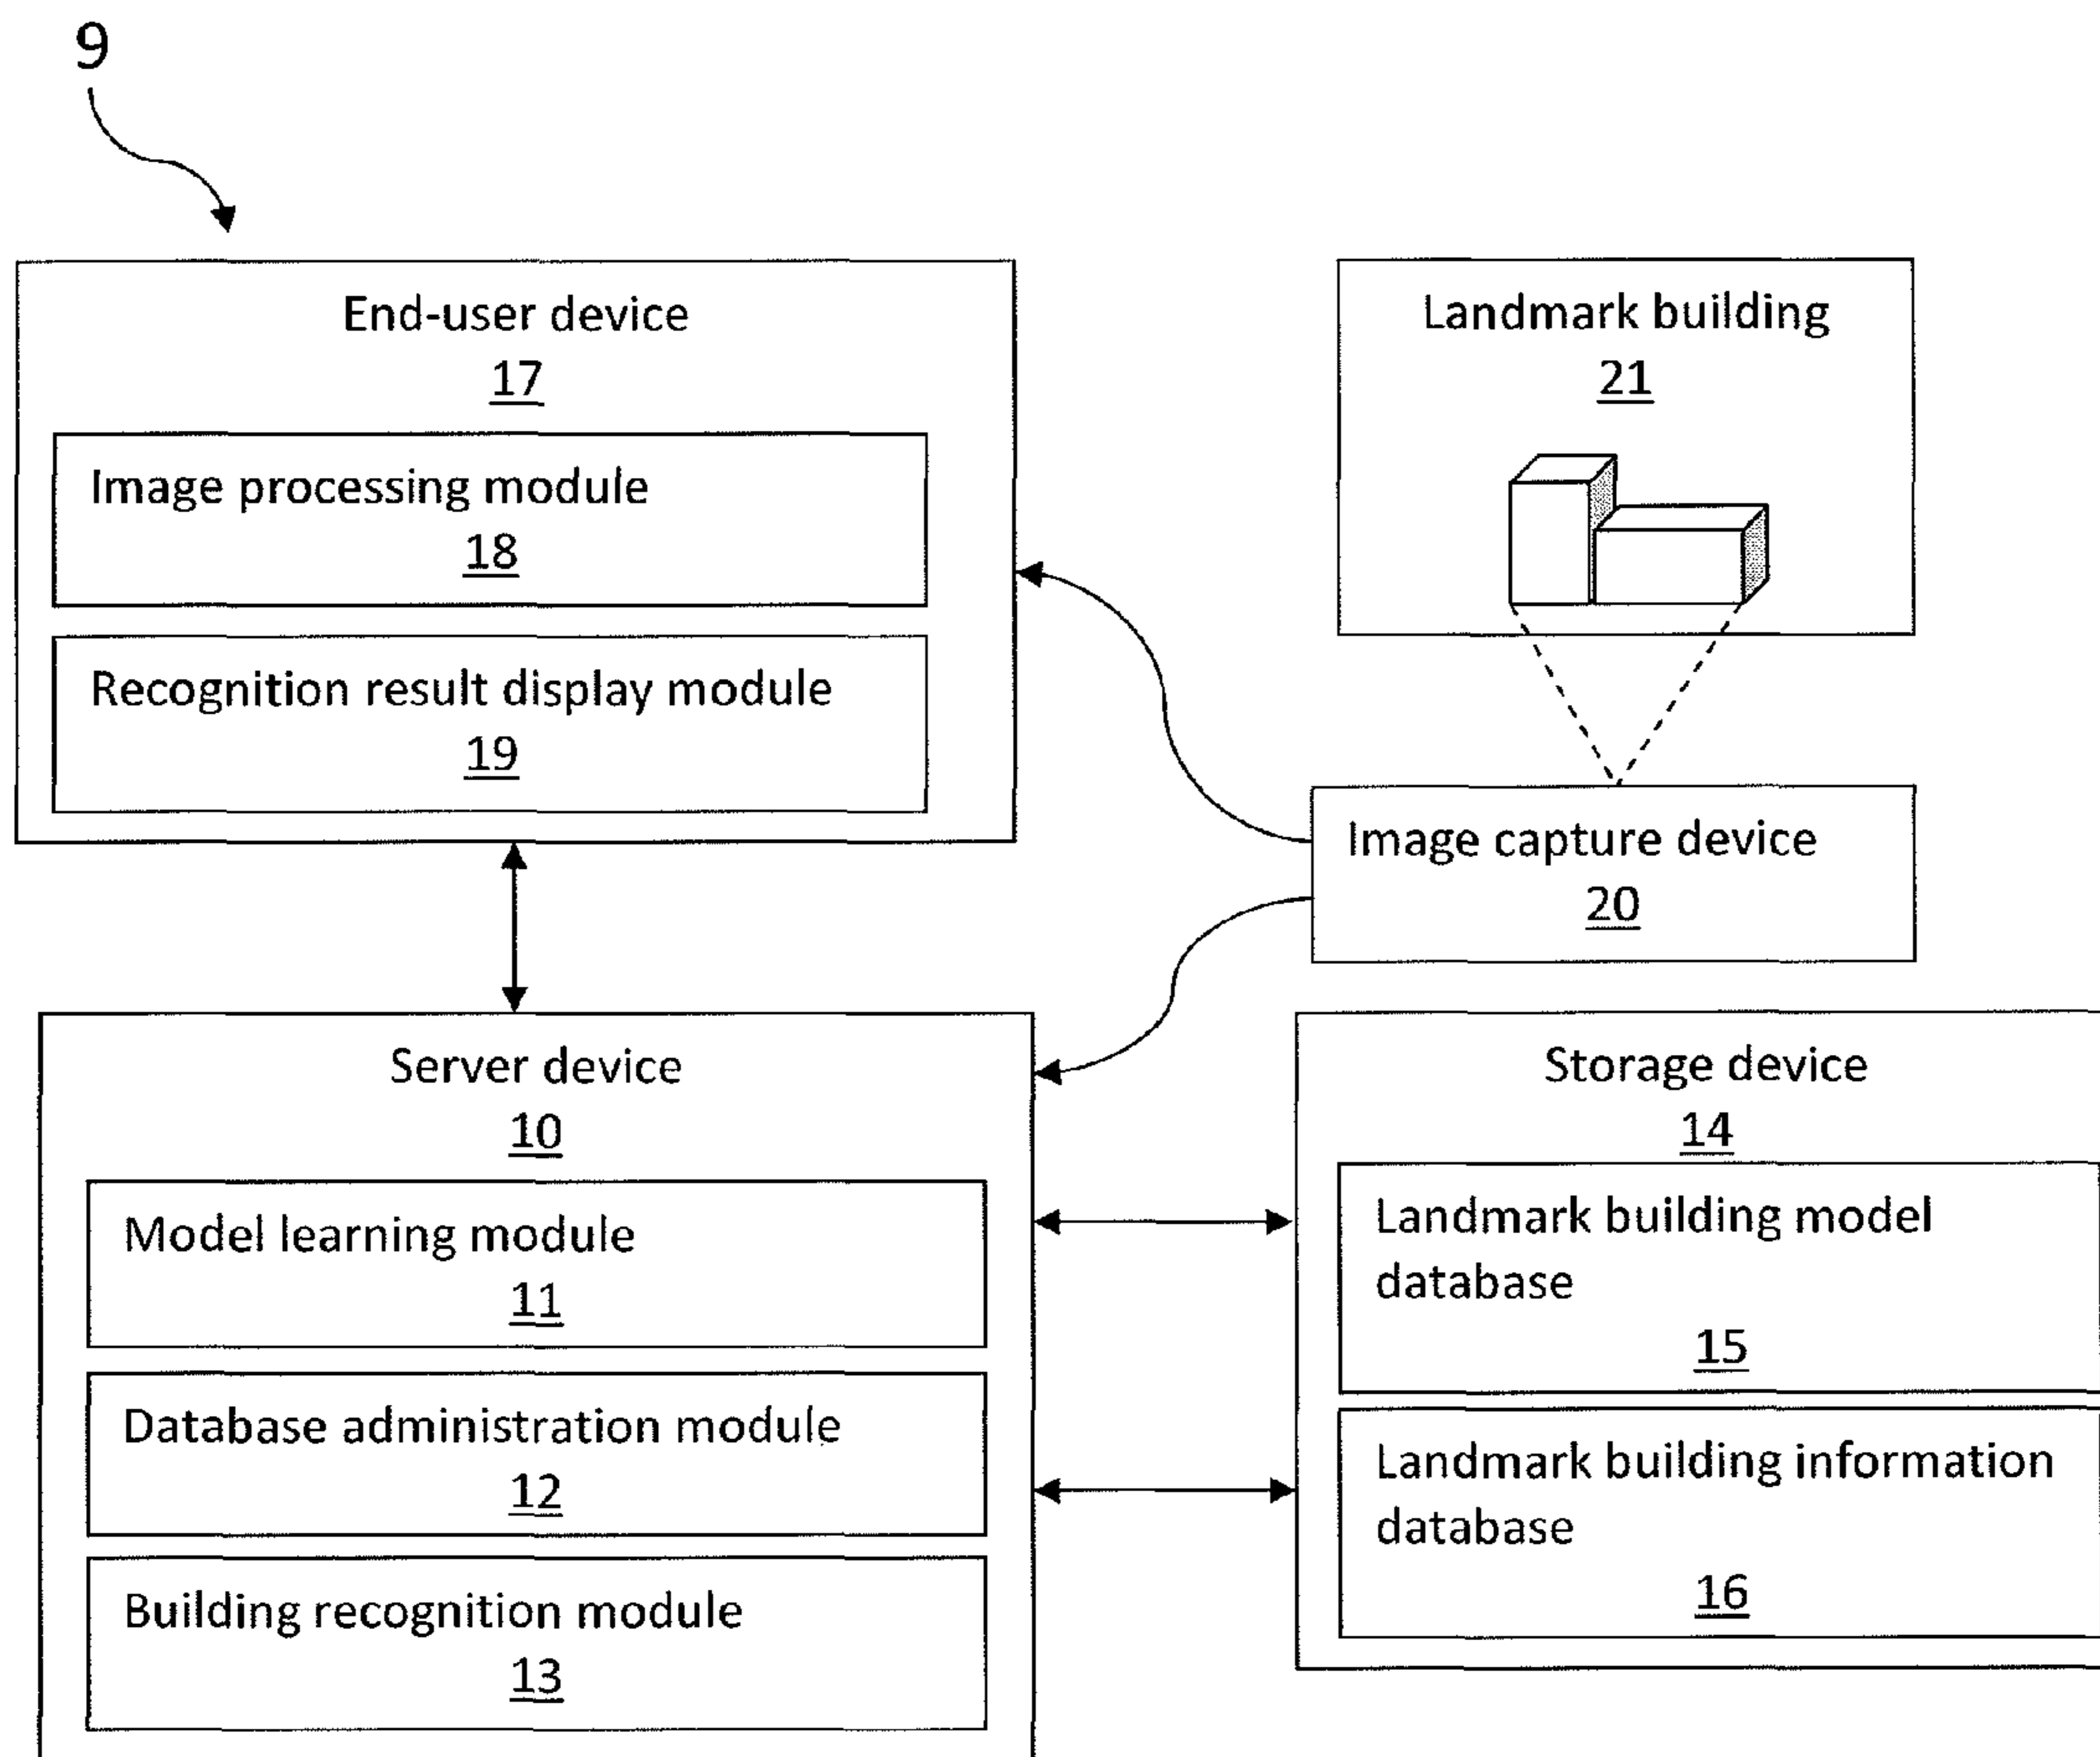 9
End-user device
17
Image processing module
18
Recognition result display module
19
Landmark building
21
Image capture device
20
Server device
10
Model learning module
11
Database administration module
12
Building recognition module
13
Storage device
14
Landmark building model
database
15
Landmark building information
database
16